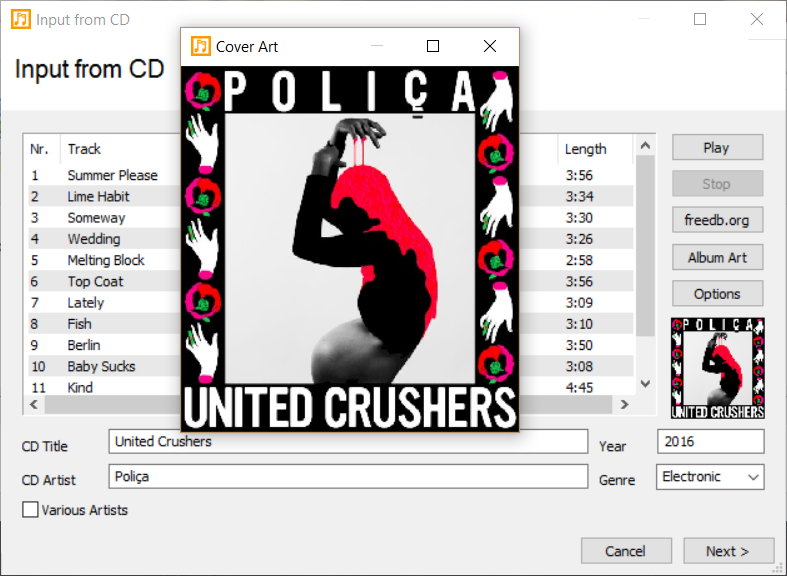 Input from CD
Cover Art
Input from CD
POLIÇA
Nr. Track Length
1 Summer Please 3:56
2 Lime Habit 3:34
3 Someway 3:30
4 Wedding 3:26
5 Melting Block 2:58
6 Top Coat 3:56
7 Lately 3:09
8 Fish 3:10
9 Berlin 3:50
10 Baby Sucks 3:08
11 Kind 4:45
UNITED CRUSHERS
Play
Stop
freedb.org
Album Art
Options
POLIÇA
UNITED CRUSHERS
CD Title United Crushers Year 2016
CD Artist Poliça Genre Electronic
Various Artists
Cancel Next >